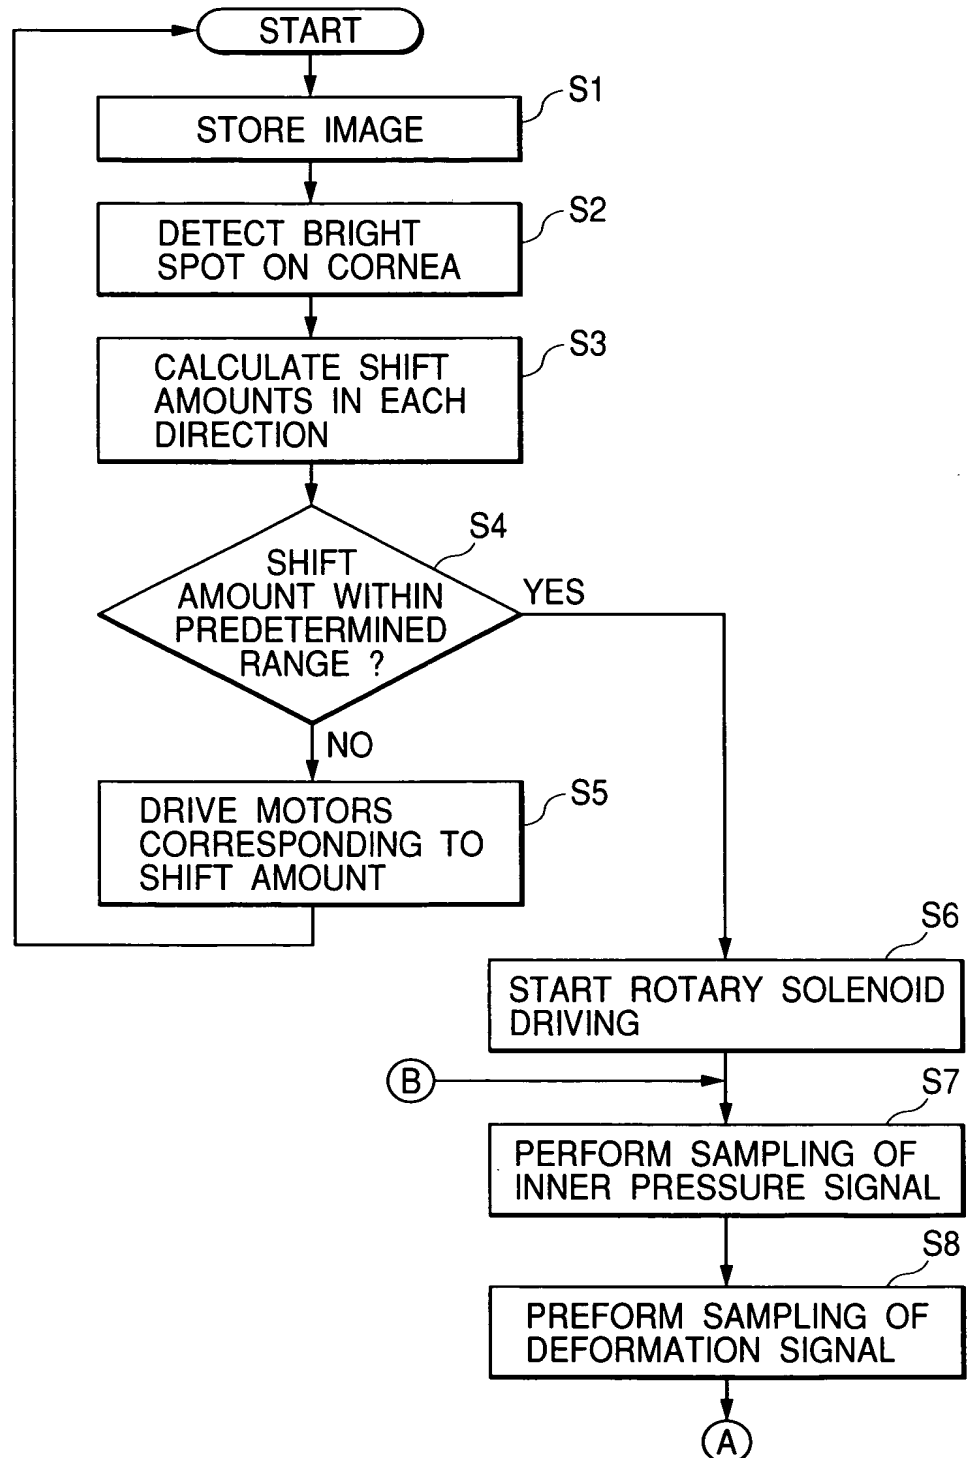 START
S1
STORE IMAGE
S2
DETECT BRIGHT
SPOT ON CORNEA
S3
CALCULATE SHIFT
AMOUNTS IN EACH
DIRECTION
S4
SHIFT
AMOUNT WITHIN
PREDETERMINED
RANGE ?
YES
NO
S5
DRIVE MOTORS
CORRESPONDING TO
SHIFT AMOUNT
S6
START ROTARY SOLENOID
DRIVING
B
S7
PERFORM SAMPLING OF
INNER PRESSURE SIGNAL
S8
PREFORM SAMPLING OF
DEFORMATION SIGNAL
A